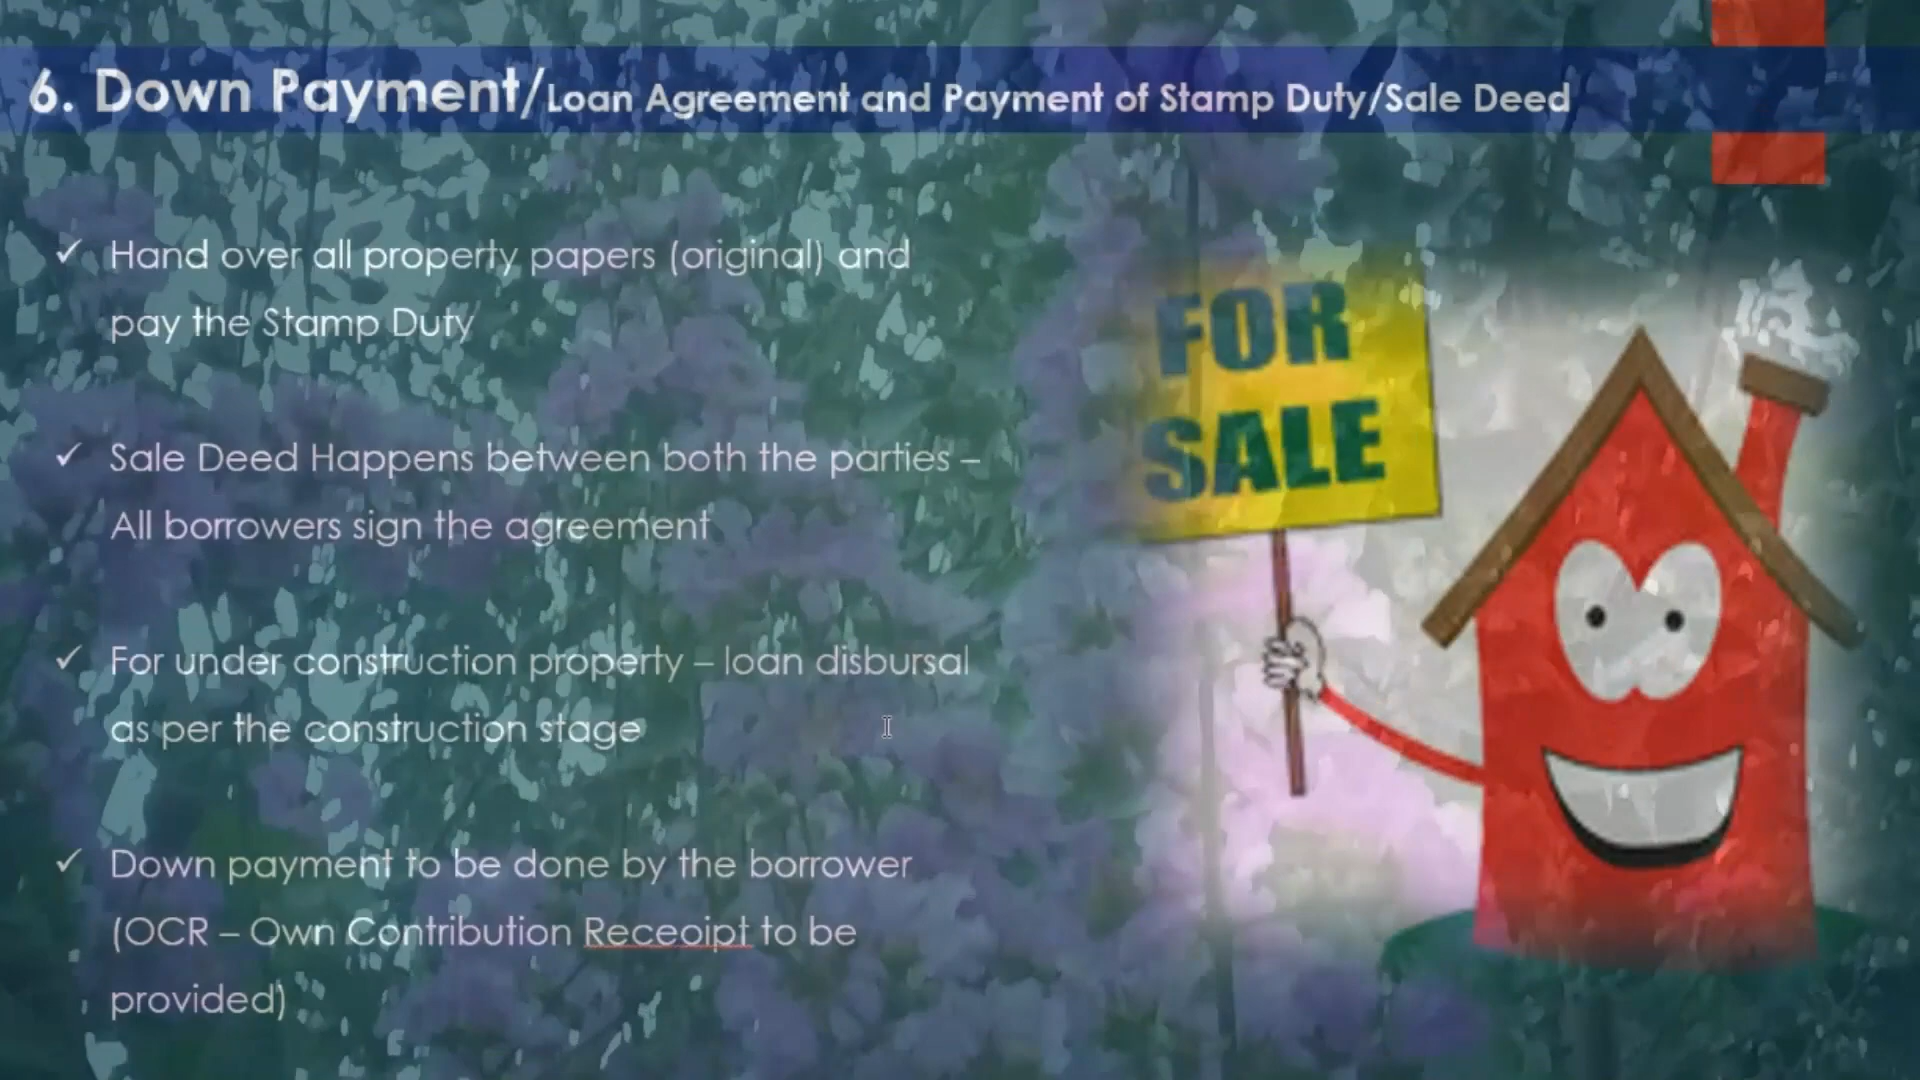 6. Down Payment/Loan Agreement and Payment of Stamp Duty/Sale Deed
✓ Hand over all property papers (original) and
pay the Stamp Duty
✓ Sale Deed Happens between both the parties –
All borrowers sign the agreement
✓ For under construction property – loan disbursal
as per the construction stage
✓ Down payment to be done by the borrower
(OCR – Own Contribution Receoipt to be
provided)
FOR
SALE